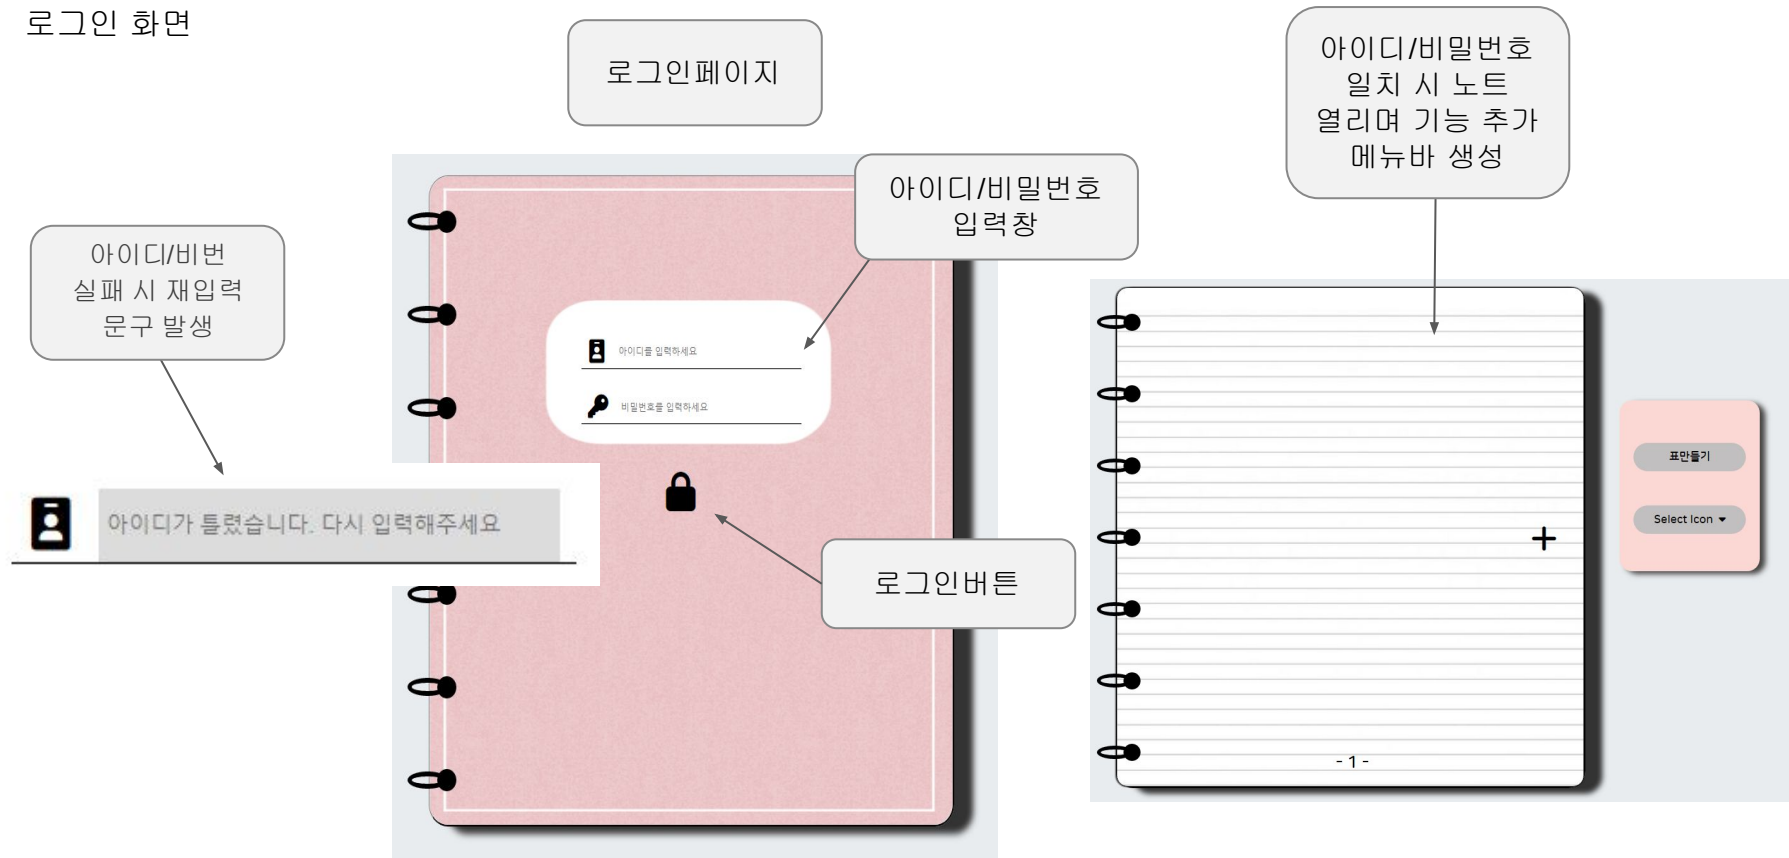 로그인 화면
로그인페이지
아이디/비밀번호
일치 시 노트
열리며 기능 추가
메뉴바 생성
아이디/비밀번호
입력창
아이디/비번
실패 시 재입력
문구 발생
아이디를 입력하세요
비밀번호를 입력하세요
아이디가 틀렸습니다. 다시 입력해주세요
로그인버튼
표만들기
Select Icon
+
- 1 -